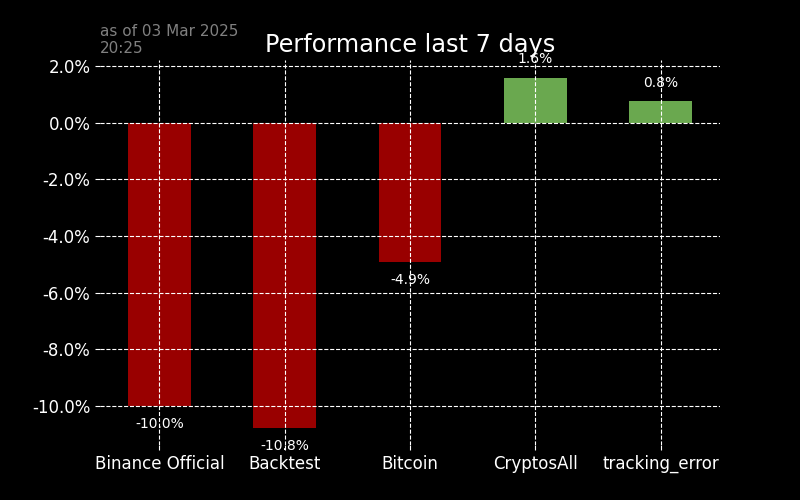 as of 03 Mar 2025
20:25
Performance last 7 days
2.0%
0.0%
-2.0%
-4.0%
-6.0%
-8.0%
-10.0%
1.6%
0.8%
-4.9%
-10.0%
-10.8%
Binance Official
Backtest
Bitcoin
CryptosAll
tracking_error